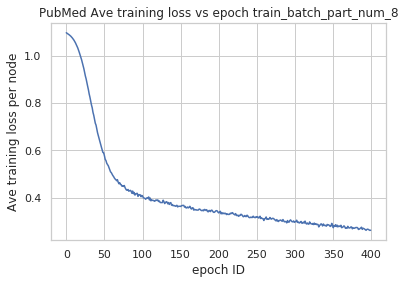 PubMed Ave training loss vs epoch train_batch_part_num_8
Ave training loss per node
1.0
0.8
0.6
0.4
0 50 100 150 200 250 300 350 400
epoch ID